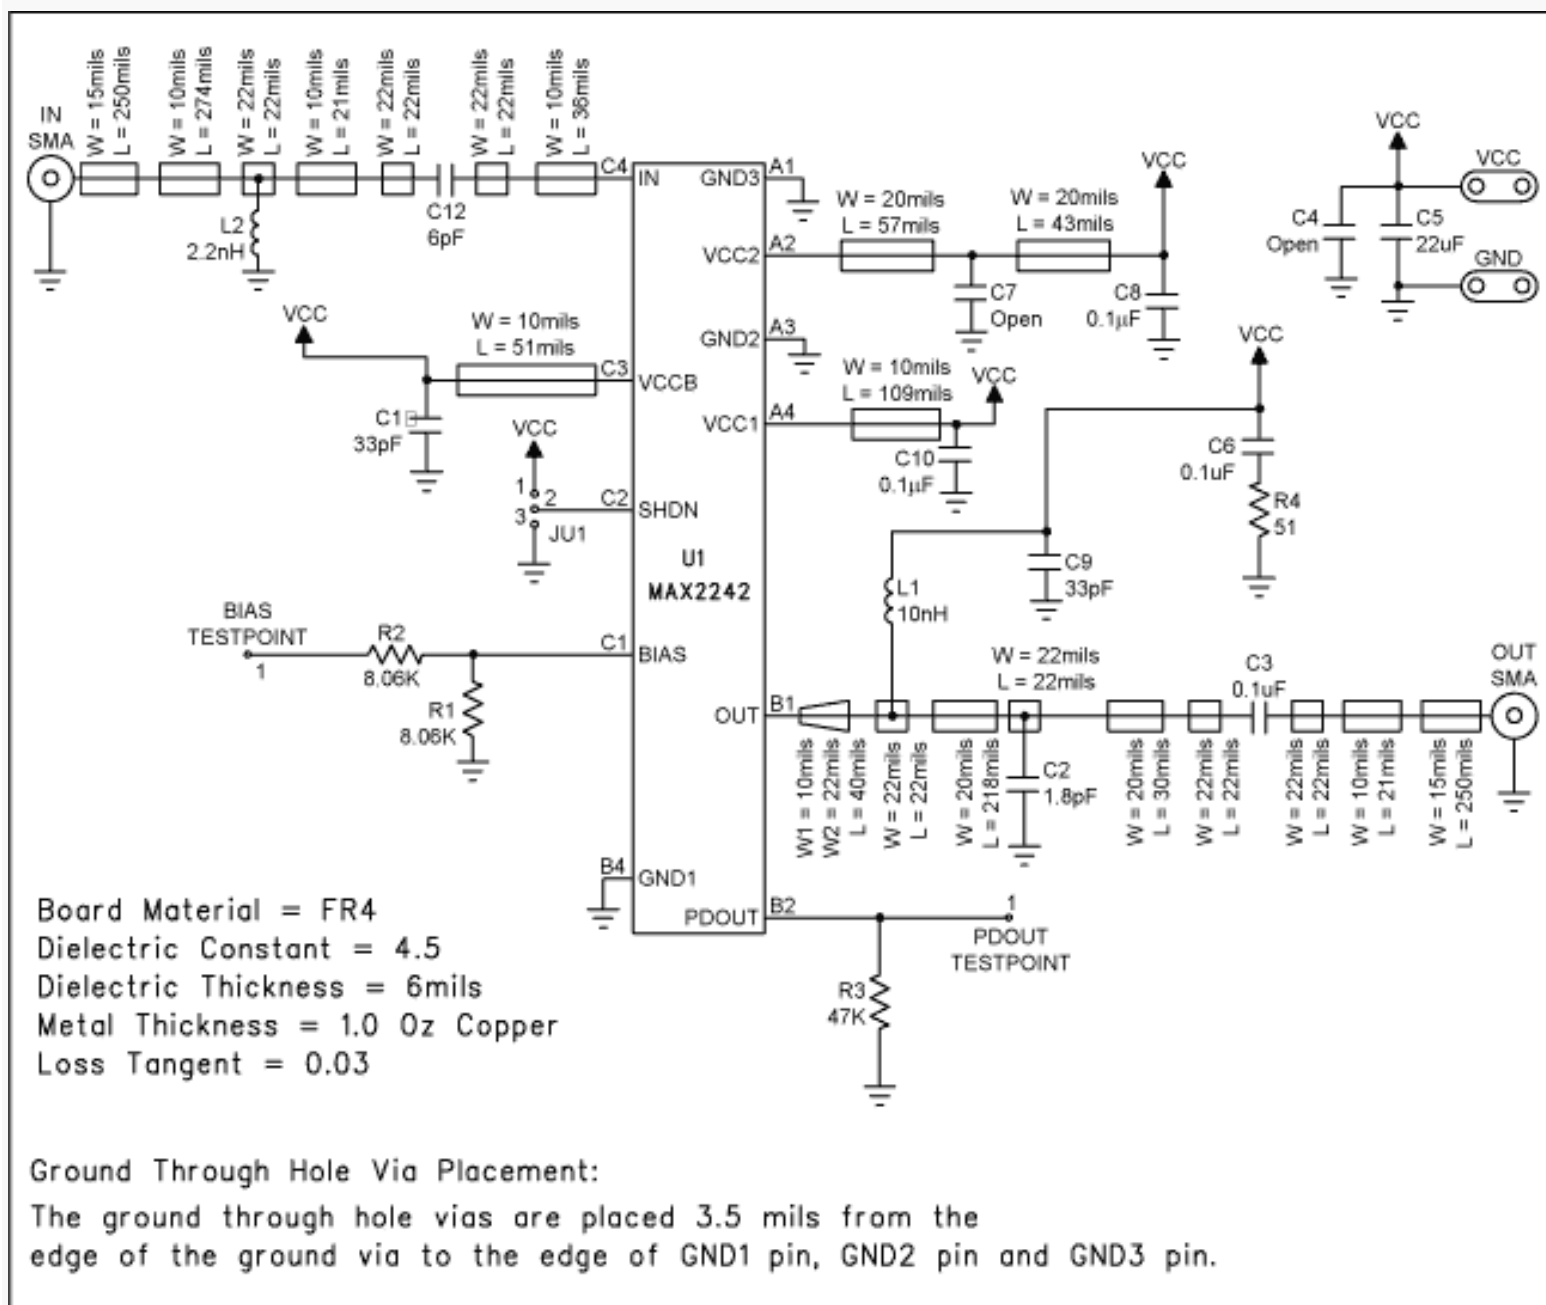 W = 15mils
L = 250mils
W = 10mils
L = 274mils
W = 22mils
L = 22mils
W = 10mils
L = 21mils
W = 22mils
L = 22mils
W = 22mils
L = 22mils
W = 10mils
L = 36mils
IN
SMA
L2
2.2nH
C12
6pF
C4
IN
GND3
A1
W = 20mils
L = 57mils
W = 20mils
L = 43mils
VCC
VCC2
A2
C7
Open
C8
0.1µF
VCC
VCC
C4
Open
C5
22uF
GND
VCC
W = 10mils
L = 51mils
C3
VCCB
C1
33pF
GND2
A3
W = 10mils
L = 109mils
VCC
VCC1
A4
C10
0.1µF
VCC
C6
0.1uF
R4
51
VCC
1
2
3
JU1
C2
SHDN
U1
MAX2242
L1
10nH
C9
33pF
BIAS
TESTPOINT
1
R2
8.06K
C1
BIAS
R1
8.06K
OUT
B1
W = 22mils
L = 22mils
C3
0.1uF
OUT
SMA
W1 = 10mils
W2 = 22mils
L = 40mils
W = 22mils
L = 22mils
W = 20mils
L = 218mils
C2
1.8pF
W = 20mils
L = 30mils
W = 22mils
L = 22mils
W = 22mils
L = 22mils
W = 10mils
L = 21mils
W = 15mils
L = 250mils
B4
GND1
PDOUT
B2
1
PDOUT
TESTPOINT
R3
47K
Board Material = FR4
Dielectric Constant = 4.5
Dielectric Thickness = 6mils
Metal Thickness = 1.0 Oz Copper
Loss Tangent = 0.03
Ground Through Hole Via Placement:
The ground through hole vias are placed 3.5 mils from the
edge of the ground via to the edge of GND1 pin, GND2 pin and GND3 pin.